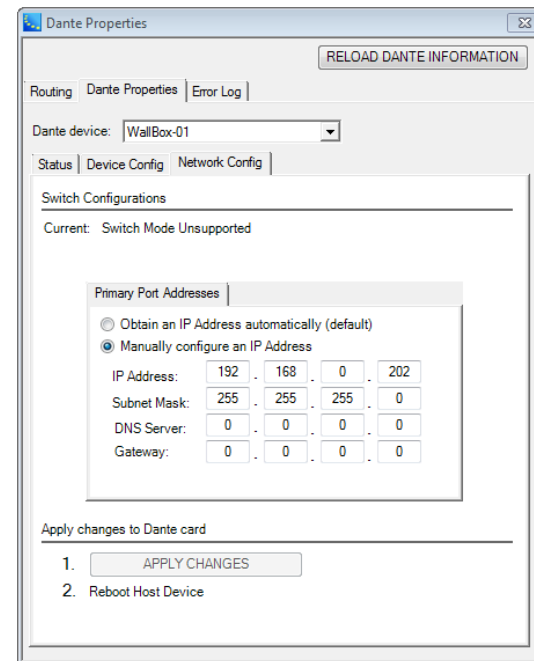 Dante Properties
RELOAD DANTE INFORMATION
Routing Dante Properties Error Log
Dante device: WallBox-01
Status Device Config Network Config
Switch Configurations
Current: Switch Mode Unsupported
Primary Port Addresses
Obtain an IP Address automatically (default)
Manually configure an IP Address
IP Address: 192 . 168 . 0 . 202
Subnet Mask: 255 . 255 . 255 . 0
DNS Server: 0 . 0 . 0 . 0
Gateway: 0 . 0 . 0 . 0
Apply changes to Dante card
1. APPLY CHANGES
2. Reboot Host Device